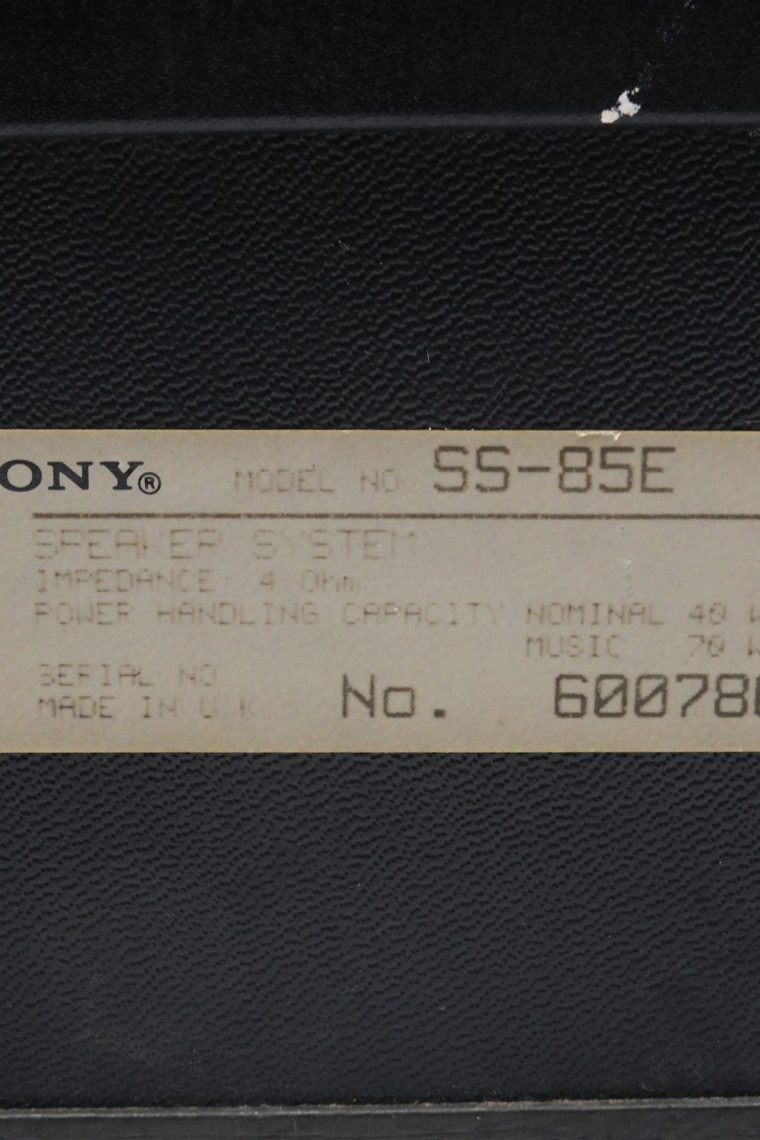 ONY®
MODEL NO SS-85E
SPEAKER SYSTEM
IMPEDANCE 4 Ohm
POWER HANDLING CAPACITY NOMINAL 40 W
MUSIC 70 W
SERIAL NO
MADE IN U K
No. 60078